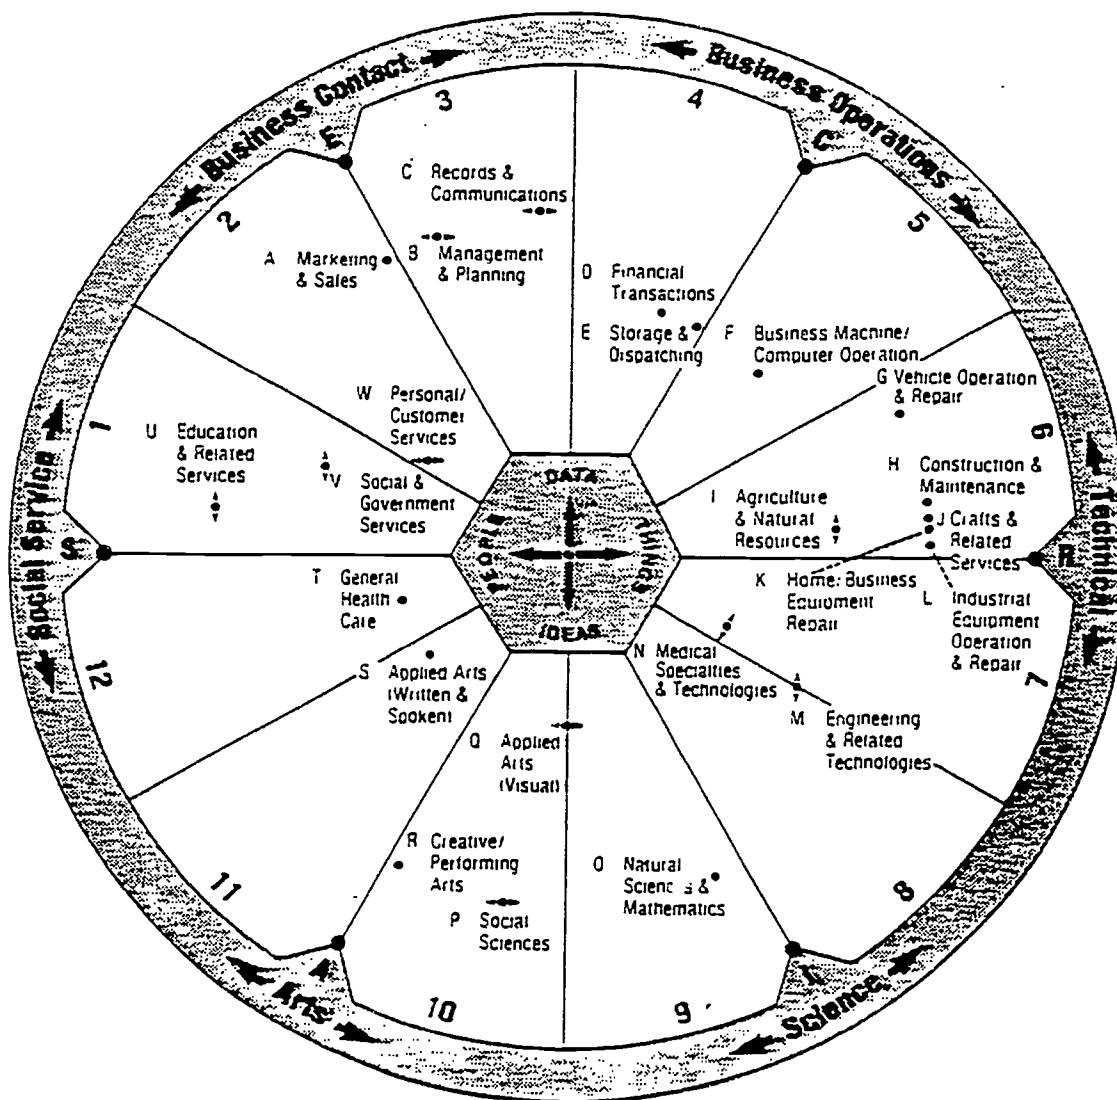 Business Contact
Business Operations
Technical
Science
Arts
Social Service
E
C
R
I
A
S
1
2
3
4
5
6
7
8
9
10
11
12
C Records &
Communications
B Management
& Planning
A Marketing
& Sales
D Financial
Transactions
E Storage &
Dispatching
F Business Machine/
Computer Operation
G Vehicle Operation
& Repair
H Construction &
Maintenance
I Agriculture
& Natural
Resources
J Crafts &
Related
Services
K Home/Business
Equipment
Repair
L Industrial
Equipment
Operation
& Repair
W Personal/
Customer
Services
U Education
& Related
Services
V Social &
Government
Services
DATA
PEOPLE
THINGS
IDEAS
T General
Health
Care
S Applied Arts
(Written &
Spoken)
N Medical
Specialties
& Technologies
M Engineering
& Related
Technologies
Q Applied
Arts
(Visual)
R Creative/
Performing
Arts
P Social
Sciences
O Natural
Sciences &
Mathematics